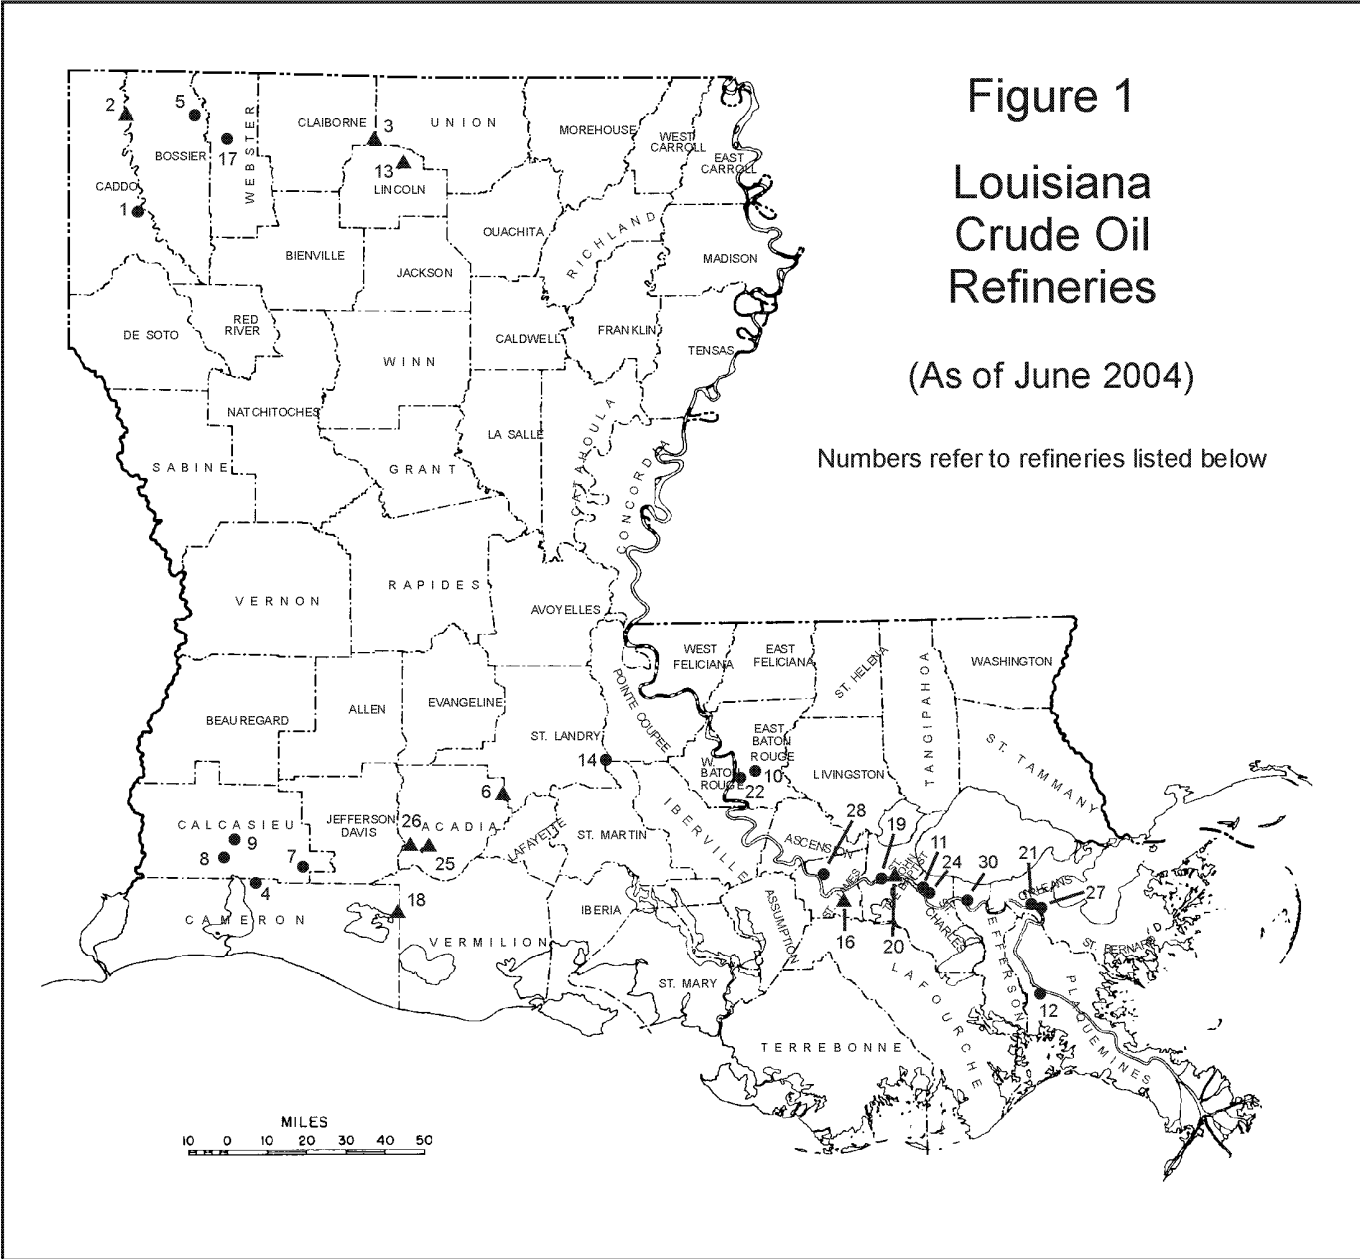 Figure 1
Louisiana
Crude Oil
Refineries
(As of June 2004)
Numbers refer to refineries listed below
2
5
17
WEBSTER
CLAIBORNE
3
UNION
MOREHOUSE
WEST
CARROLL
EAST
CARROLL
BOSSIER
13
LINCOLN
CADDO
1
OUACHITA
RICHLAND
BIENVILLE
JACKSON
MADISON
DE SOTO
RED
RIVER
CALDWELL
FRANKLIN
TENSAS
WINN
NATCHITOCHES
LA SALLE
CATAHOULA
CONCORDIA
SABINE
GRANT
VERNON
RAPIDES
AVOYELLES
WEST
FELICIANA
EAST
FELICIANA
ST. HELENA
TANGIPAHOA
WASHINGTON
POINTE COUPEE
BEAUREGARD
ALLEN
EVANGELINE
ST. LANDRY
14
EAST
BATON
ROUGE
10
W.
BATON
ROUGE
22
LIVINGSTON
ST. TAMMANY
6
CALCASIEU
9
8
7
4
JEFFERSON
DAVIS
26
ACADIA
25
LAFAYETTE
ST. MARTIN
IBERVILLE
ASCENSION
28
19
11
24
30
21
ORLEANS
27
CAMERON
18
VERMILION
IBERIA
ASSUMPTION
16
20
CHARLES
JEFFERSON
ST. BERNARD
ST. MARY
LAFOURCHE
12
PLAQUEMINES
TERREBONNE
MILES
10 0 10 20 30 40 50